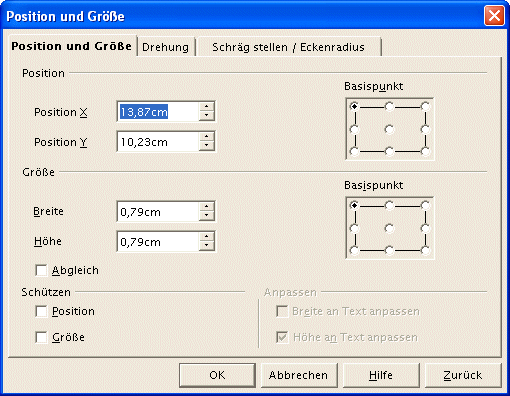 Position und Größe
Position und Größe Drehung Schräg stellen / Eckenradius
Position
Basispunkt
Position X 13,87cm
Position Y 10,23cm
Größe
Basispunkt
Breite 0,79cm
Höhe 0,79cm
Abgleich
Schützen Anpassen
Position Breite an Text anpassen
Größe Höhe an Text anpassen
OK Abbrechen Hilfe Zurück